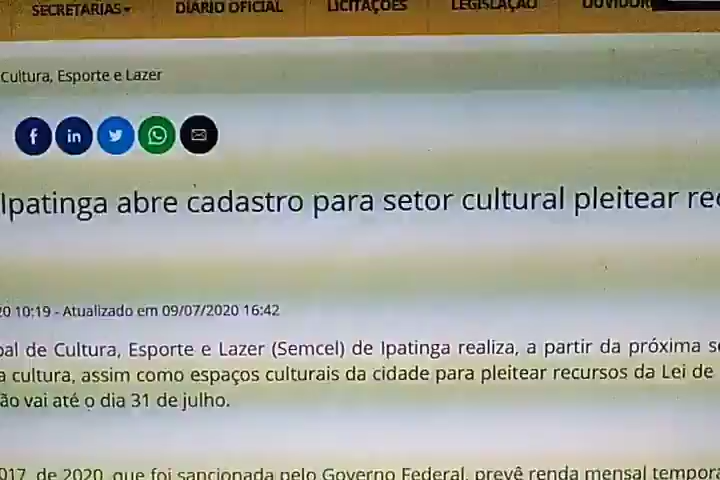 SECRETARIAS DIÁRIO OFICIAL LICITAÇÕES LEGISLAÇÃO
Cultura, Esporte e Lazer
f in
Ipatinga abre cadastro para setor cultural pleitear
20 10:19 - Atualizado em 09/07/2020 16:42
de Cultura, Esporte e Lazer (Semcel) de Ipatinga realiza, a partir da próxima
a cultura, assim como espaços culturais da cidade para pleitear recursos da Lei de
ão vai até o dia 31 de julho.
017, de 2020, que foi sancionada pelo Governo Federal, prevê renda mensal